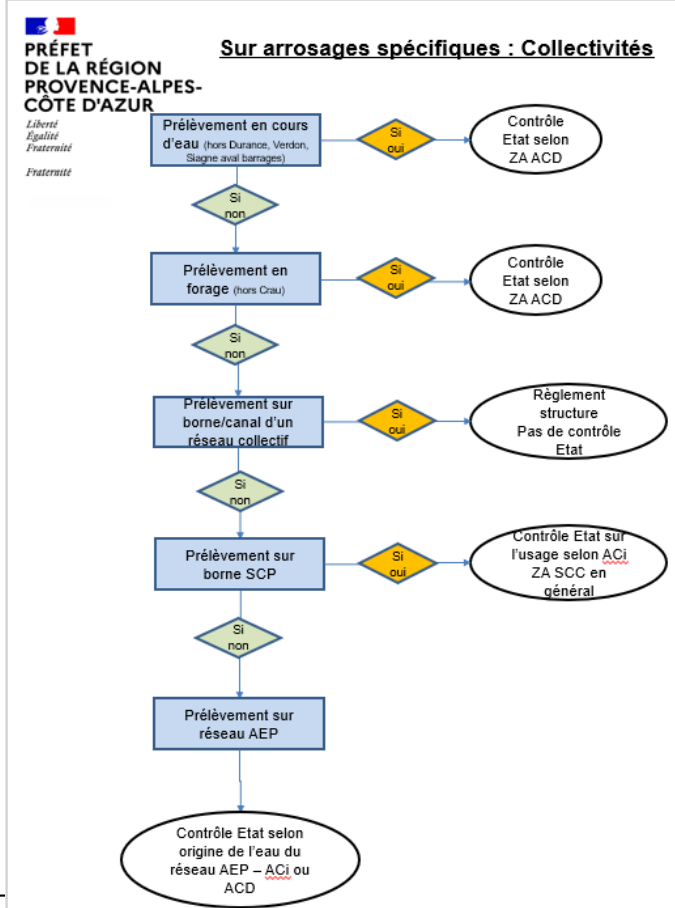 PRÉFET
DE LA RÉGION
PROVENCE-ALPES-
CÔTE D'AZUR
Liberté
Égalité
Fraternité
Fraternité
Sur arrosages spécifiques : Collectivités
Prélèvement en cours
d'eau (hors Durance, Verdon,
Siagne aval barrages)
Si
oui
Contrôle
Etat selon
ZA ACD
Si
non
Prélèvement en
forage (hors Crau)
Si
oui
Contrôle
Etat selon
ZA ACD
Si
non
Prélèvement sur
borne/canal d'un
réseau collectif
Si
oui
Règlement
structure
Pas de contrôle
Etat
Si
non
Prélèvement sur
borne SCP
Si
oui
Contrôle Etat sur
l'usage selon ACi
ZA SCC en
général
Si
non
Prélèvement sur
réseau AEP
Contrôle Etat selon
origine de l'eau du
réseau AEP – ACi ou
ACD